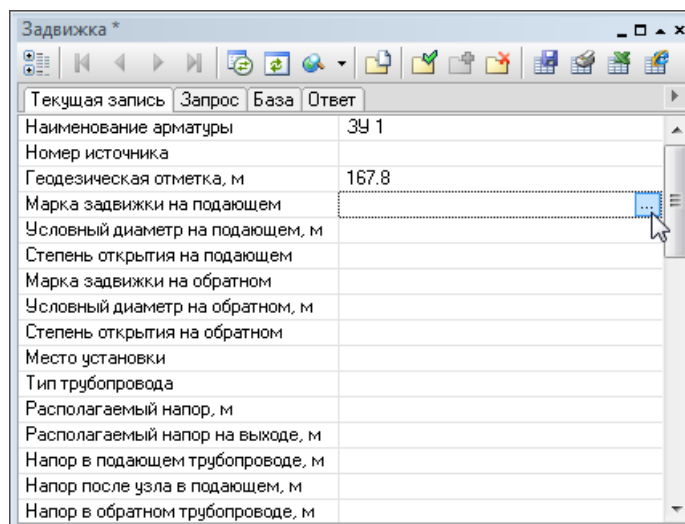 Задвижка *
Текущая запись Запрос База Ответ
Наименование арматуры ЗУ 1
Номер источника
Геодезическая отметка, м 167.8
Марка задвижки на подающем ...
Условный диаметр на подающем, м
Степень открытия на подающем
Марка задвижки на обратном
Условный диаметр на обратном, м
Степень открытия на обратном
Место установки
Тип трубопровода
Располагаемый напор, м
Располагаемый напор на выходе, м
Напор в подающем трубопроводе, м
Напор после узла в подающем, м
Напор в обратном трубопроводе, м